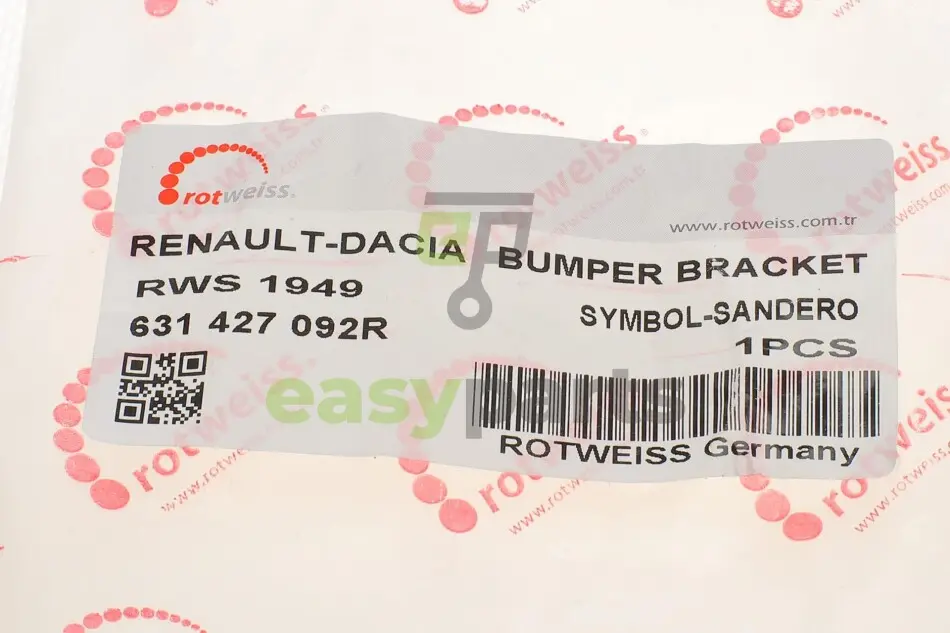 rotweiss.
www.rotweiss.com.tr
RENAULT-DACIA
BUMPER BRACKET
RWS 1949
SYMBOL-SANDERO
631 427 092R
1PCS
easyparts
ROTWEISS Germany